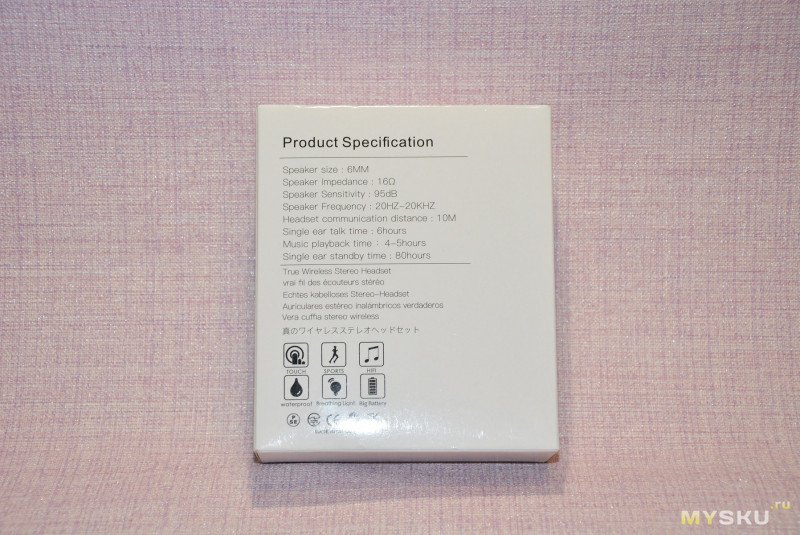 Product Specification
Speaker size : 6MM
Speaker Impedance : 16Ω
Speaker Sensitivity : 95dB
Speaker Frequency : 20HZ-20KHZ
Headset communication distance : 10M
Single ear talk time : 6hours
Music playback time : 4-5hours
Single ear standby time : 80hours
True Wireless Stereo Headset
vrai fil des écouteurs stéréo
Echtes kabelloses Stereo-Headset
Auriculares estéreo inalámbricos verdaderos
Vera cuffia stereo wireless
真のワイヤレスステレオヘッドセット
TOUCH SPORTS HIFI
waterproof Breathing Light Big Battery
P SE CE
MYSKU.ru